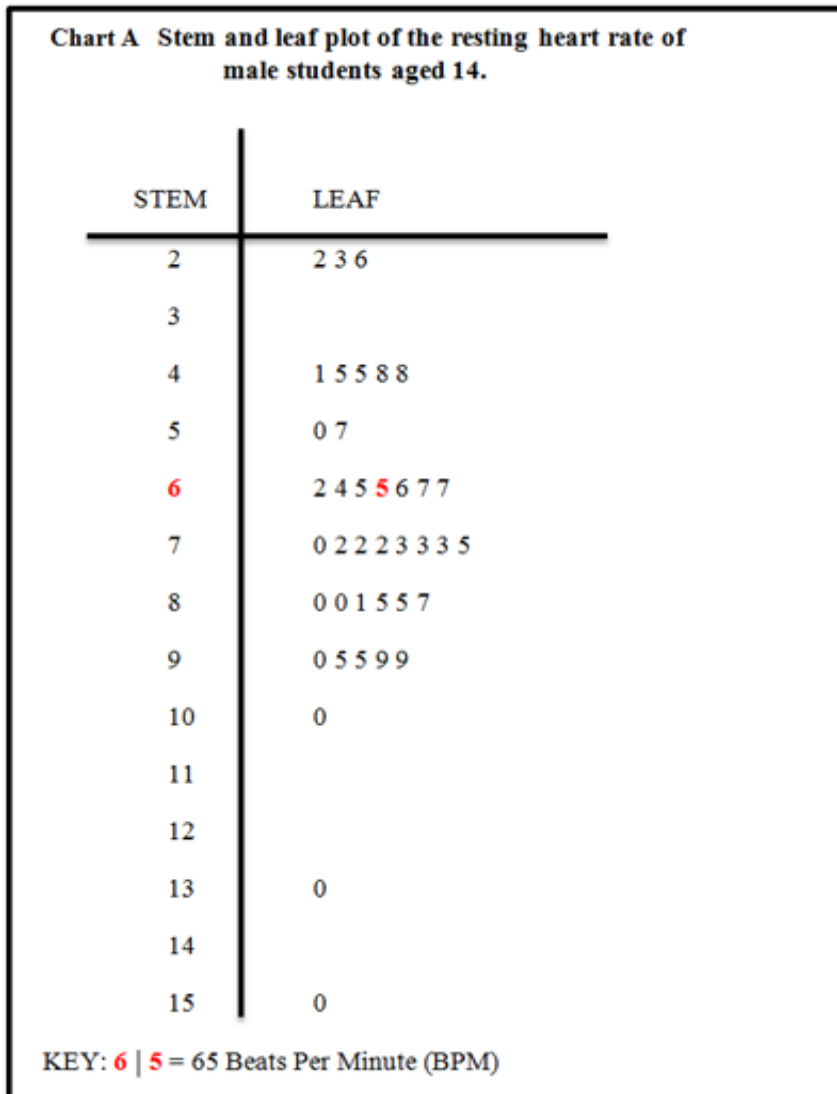 Chart A Stem and leaf plot of the resting heart rate of
male students aged 14.
STEM LEAF
2 2 3 6
3
4 1 5 5 8 8
5 0 7
6 2 4 5 5 6 7 7
7 0 2 2 2 3 3 3 5
8 0 0 1 5 5 7
9 0 5 5 9 9
10 0
11
12
13 0
14
15 0
KEY: 6 | 5 = 65 Beats Per Minute (BPM)